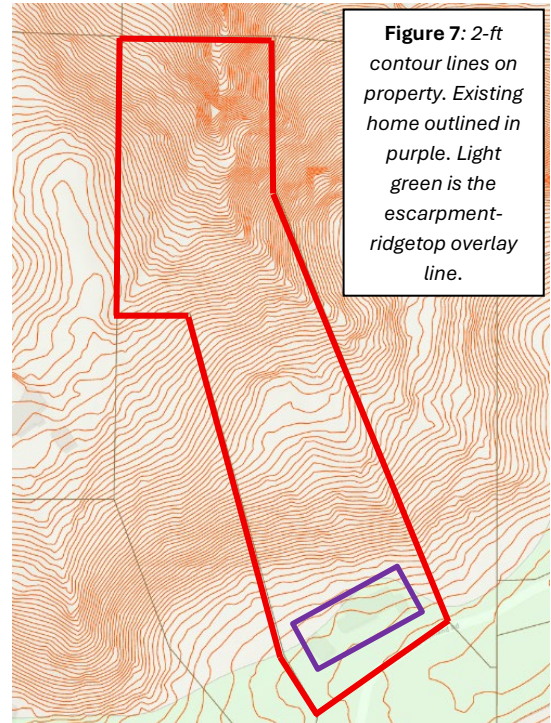 Figure 7: 2-ft
contour lines on
property. Existing
home outlined in
purple. Light
green is the
escarpment-
ridgetop overlay
line.